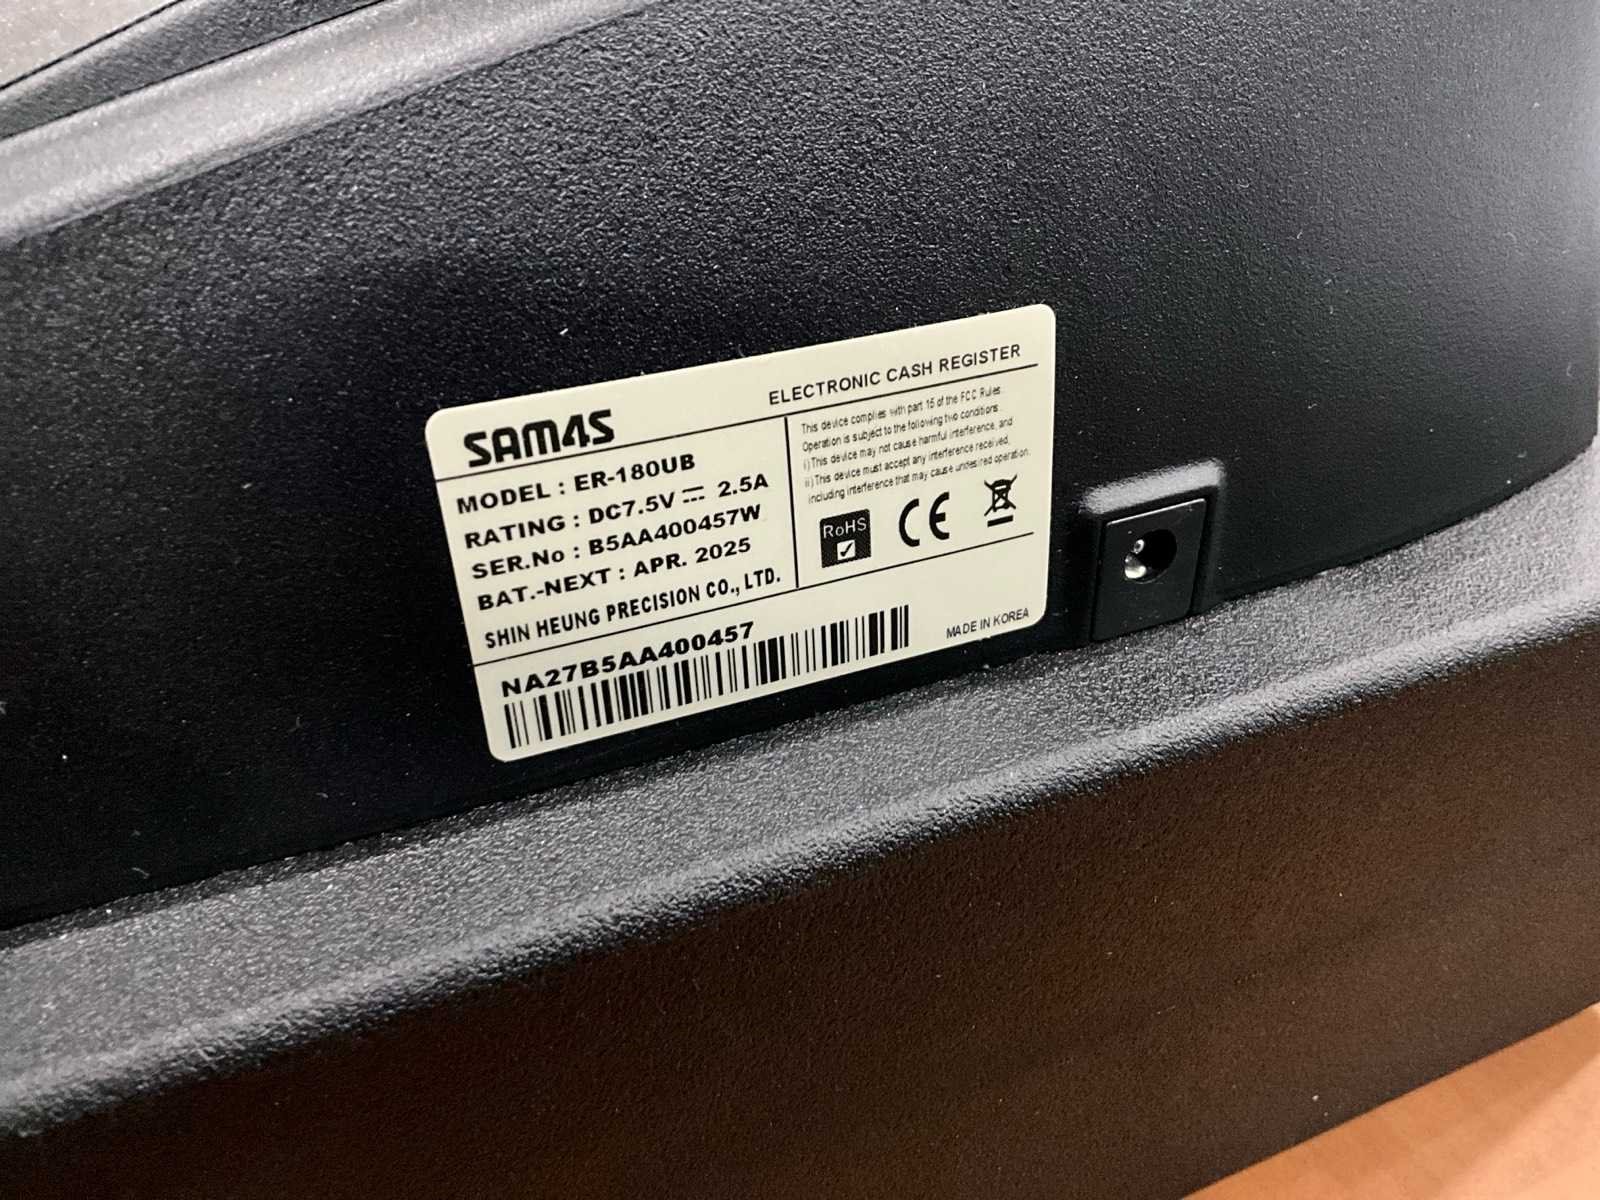 ELECTRONIC CASH REGISTER
SAM4S
MODEL : ER-180UB
RATING : DC7.5V ⎓ 2.5A
SER.No : B5AA400457W
BAT.-NEXT : APR. 2025
SHIN HEUNG PRECISION CO., LTD.
This device complies with part 15 of the FCC Rules.
Operation is subject to the following two conditions.
i) This device may not cause harmful interference, and
ii) This device must accept any interference received,
including interference that may cause undesired operation.
RoHS
CE
NA27B5AA400457
MADE IN KOREA